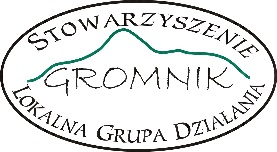 STOWARZYSZENIE
GROMNIK
LOKALNA GRUPA DZIAŁANIA